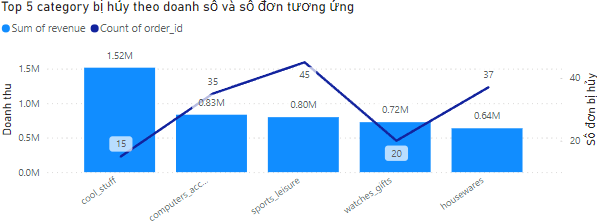 Top 5 category bị hủy theo doanh số và số đơn tương ứng
Sum of revenue Count of order_id
1.52M
1.5M
35
0.83M
45
0.80M
37
40
1.0M
0.72M
0.64M
0.5M
15
20
20
0.0M
Doanh thu
Số đơn bị hủy
cool_stuff
computers_acc...
sports_leisure
watches_gifts
housewares